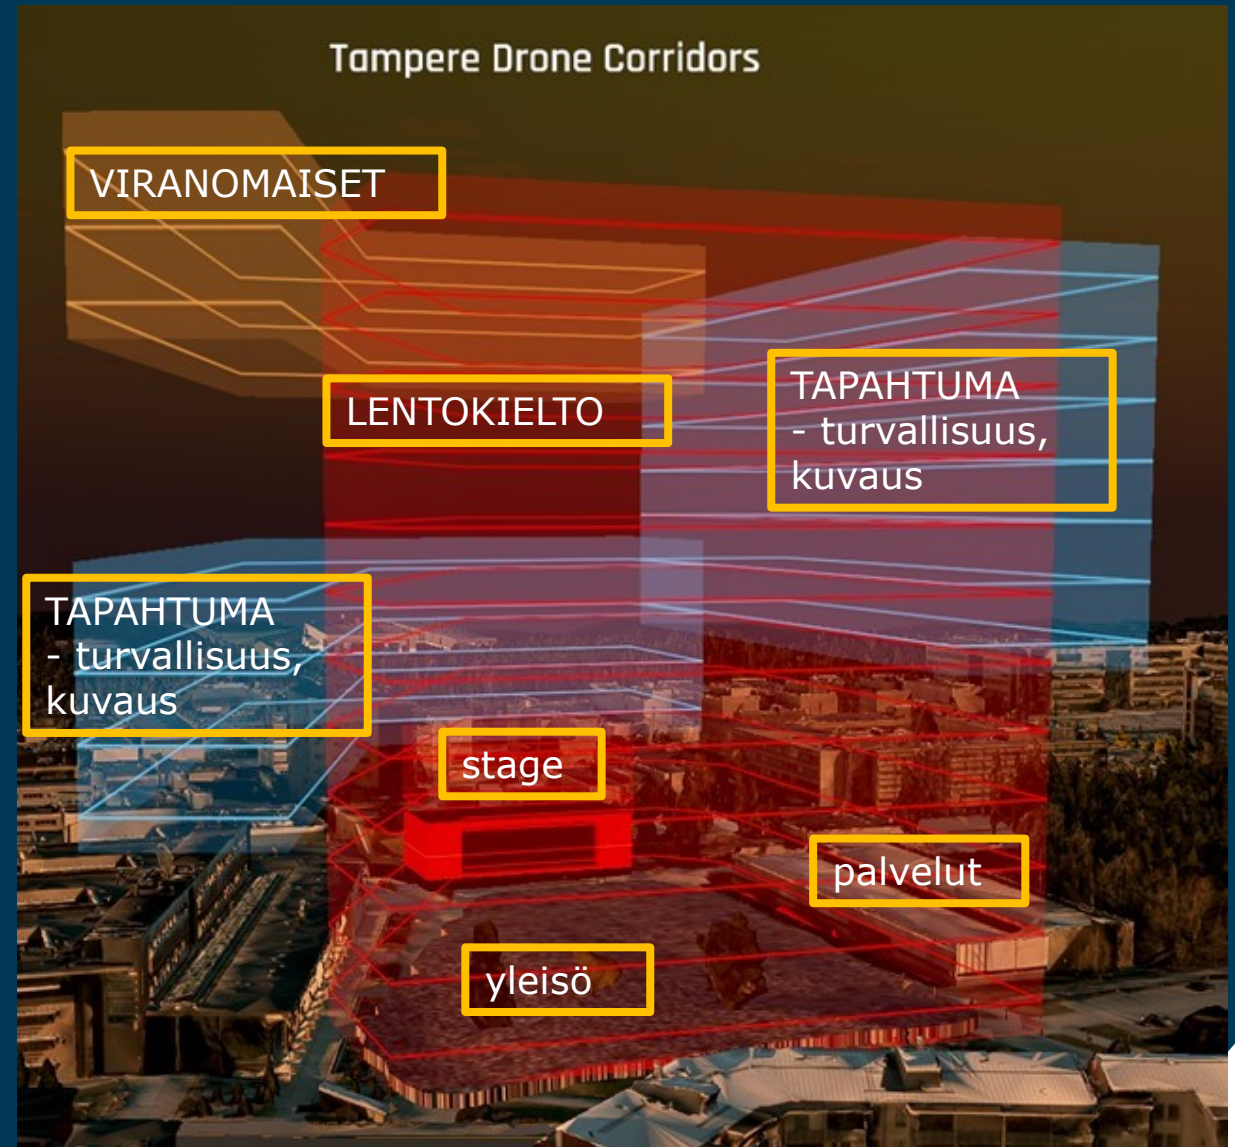 Tampere Drone Corridors
VIRANOMAISET
LENTOKIELTO
TAPAHTUMA
- turvallisuus,
kuvaus
TAPAHTUMA
- turvallisuus,
kuvaus
stage
palvelut
yleisö